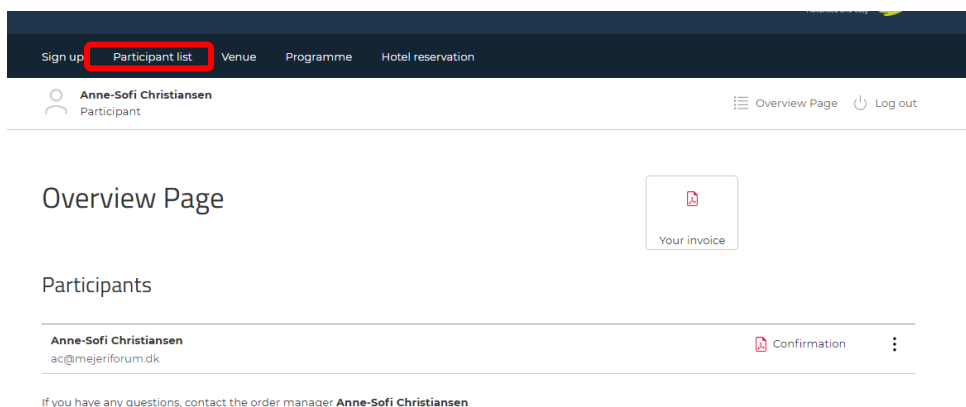 Sign up Participant list Venue Programme Hotel reservation
Anne-Sofi Christiansen
Participant
Overview Page Log out
Overview Page
Your invoice
Participants
Anne-Sofi Christiansen
ac@mejeriforum.dk
Confirmation
If you have any questions, contact the order manager Anne-Sofi Christiansen